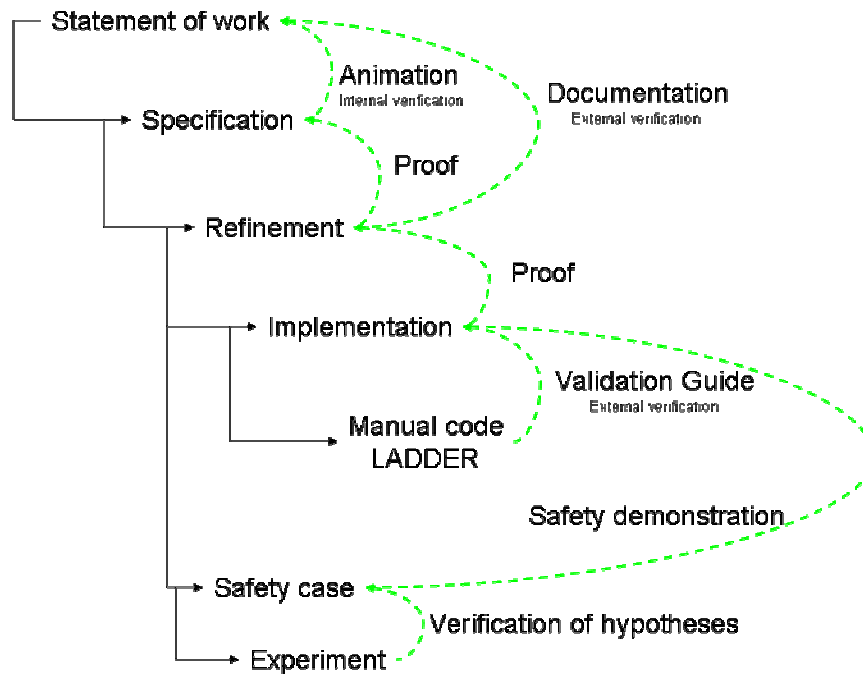 Statement of work
Animation
Internal verification
Documentation
External verification
Specification
Proof
Refinement
Proof
Implementation
Validation Guide
External verification
Manual code
LADDER
Safety demonstration
Safety case
Verification of hypotheses
Experiment